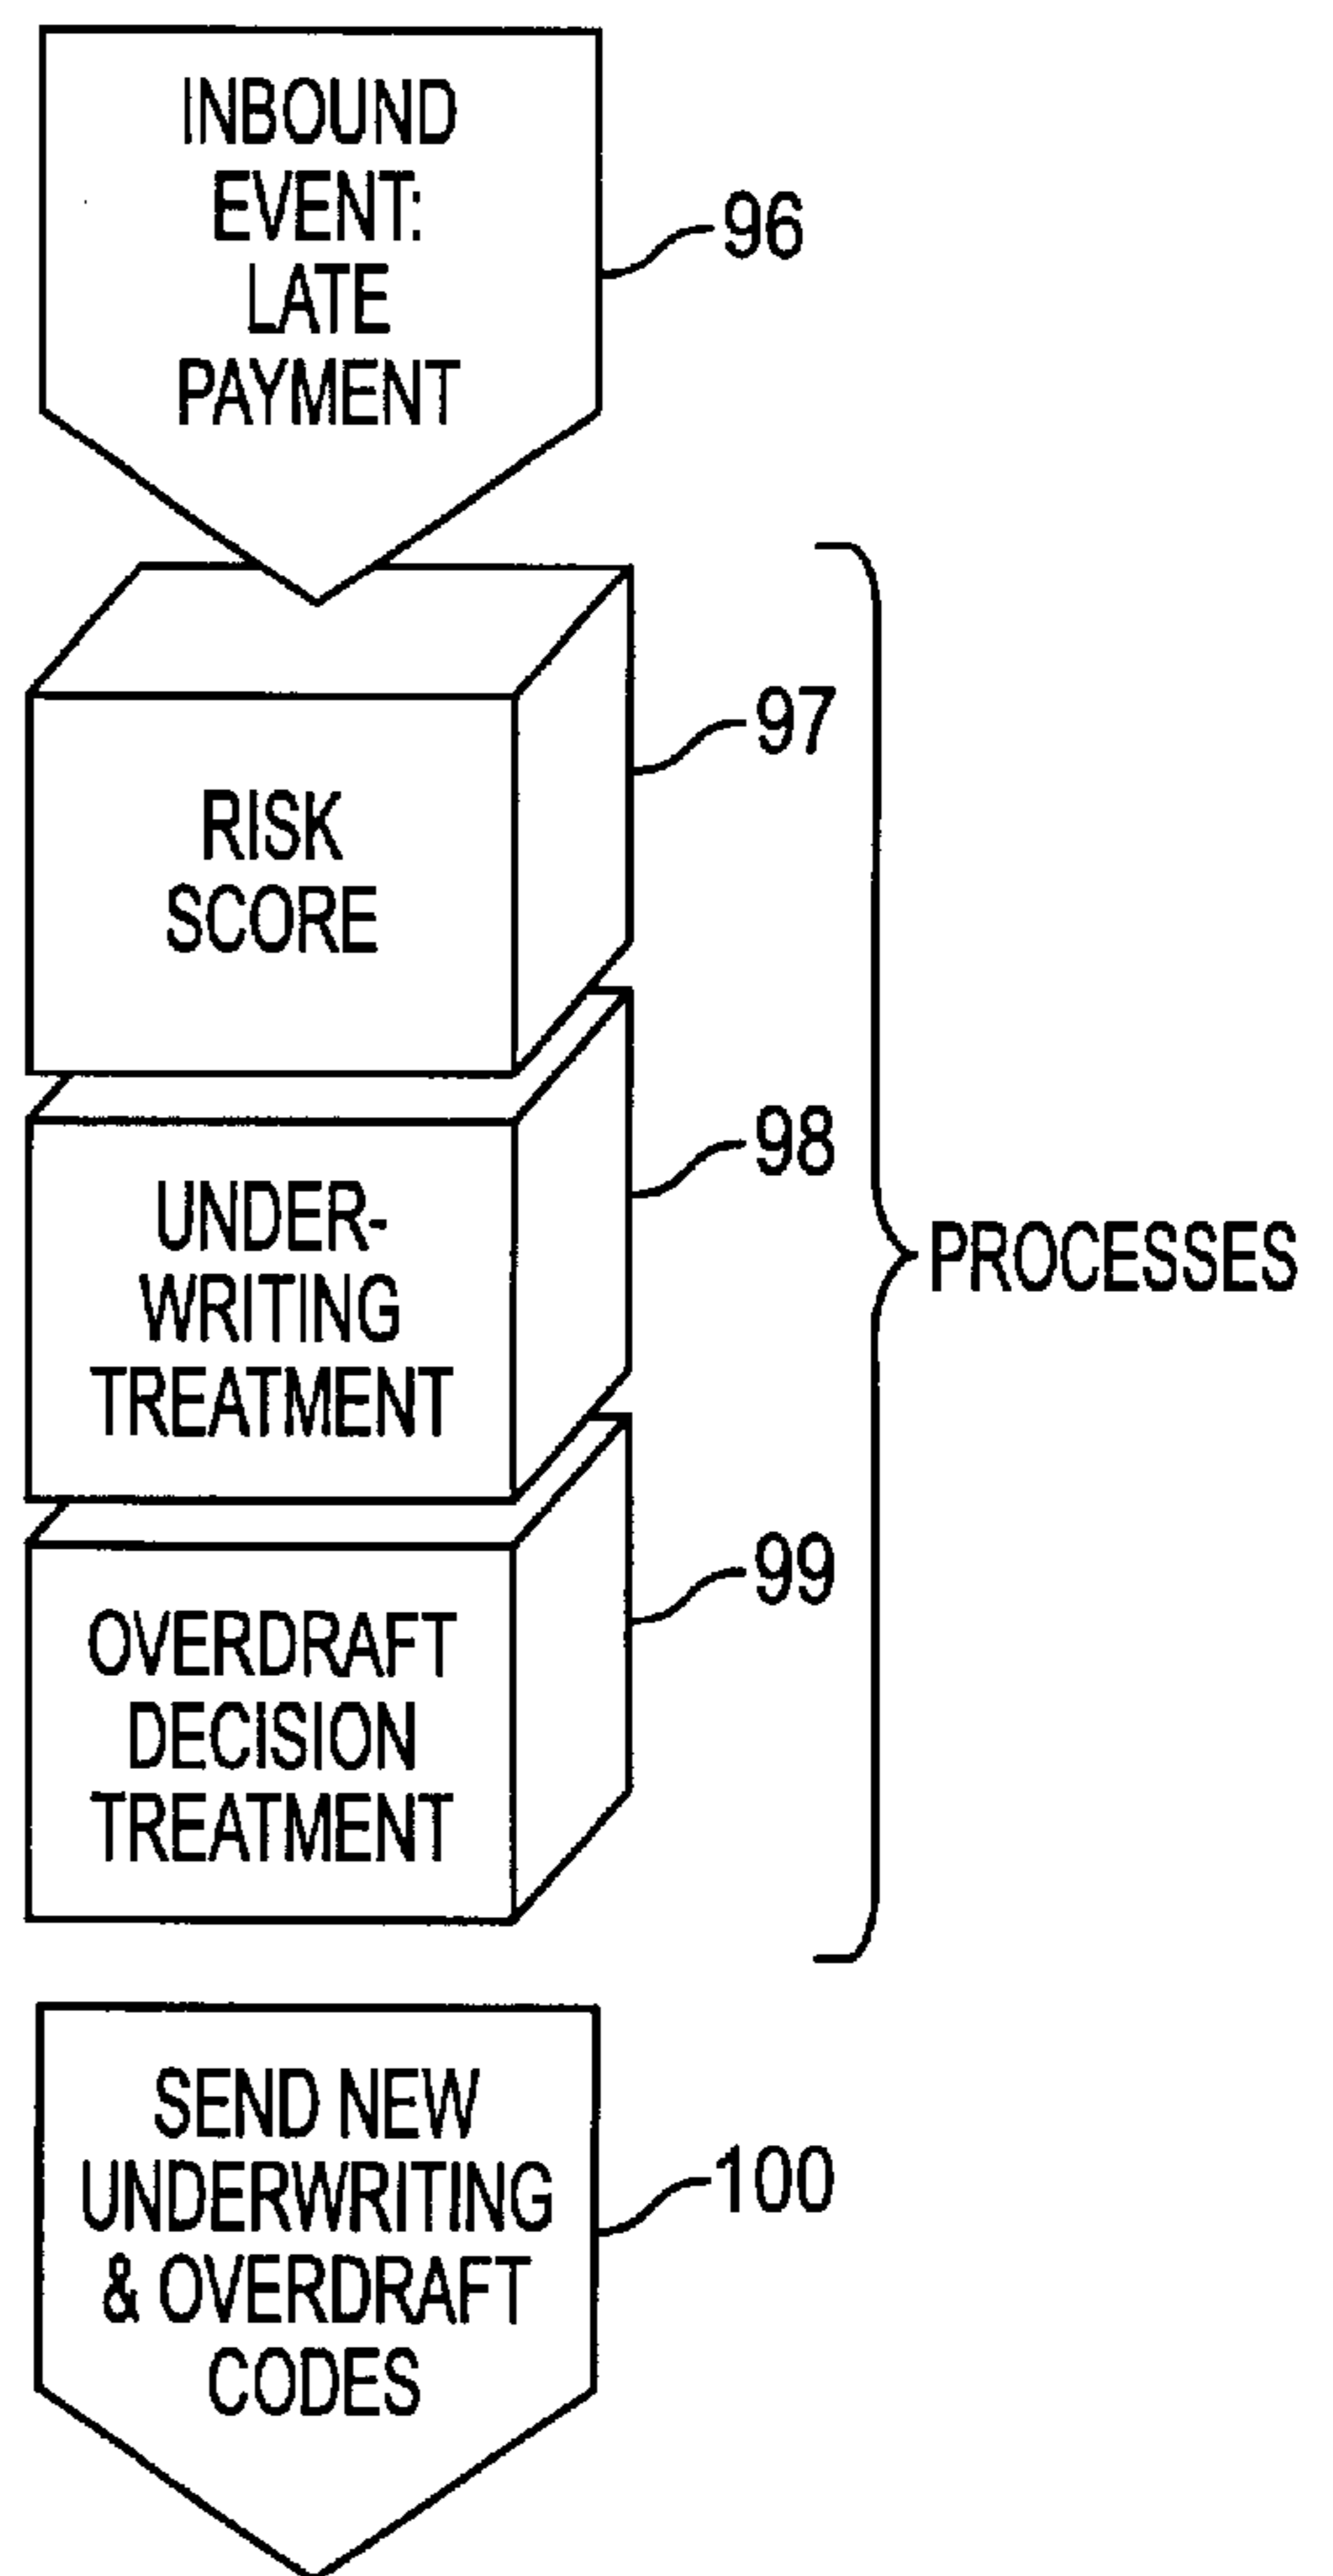 INBOUND
EVENT:
LATE
PAYMENT
96
RISK
SCORE
97
UNDER-
WRITING
TREATMENT
98
PROCESSES
OVERDRAFT
DECISION
TREATMENT
99
SEND NEW
UNDERWRITING
& OVERDRAFT
CODES
100